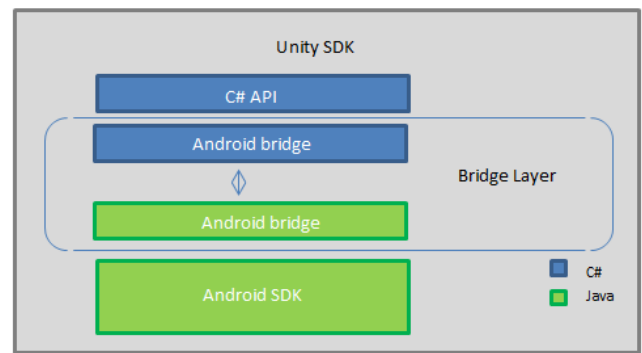 Unity SDK
C# API
Android bridge
Bridge Layer
Android bridge
Android SDK
C#
Java